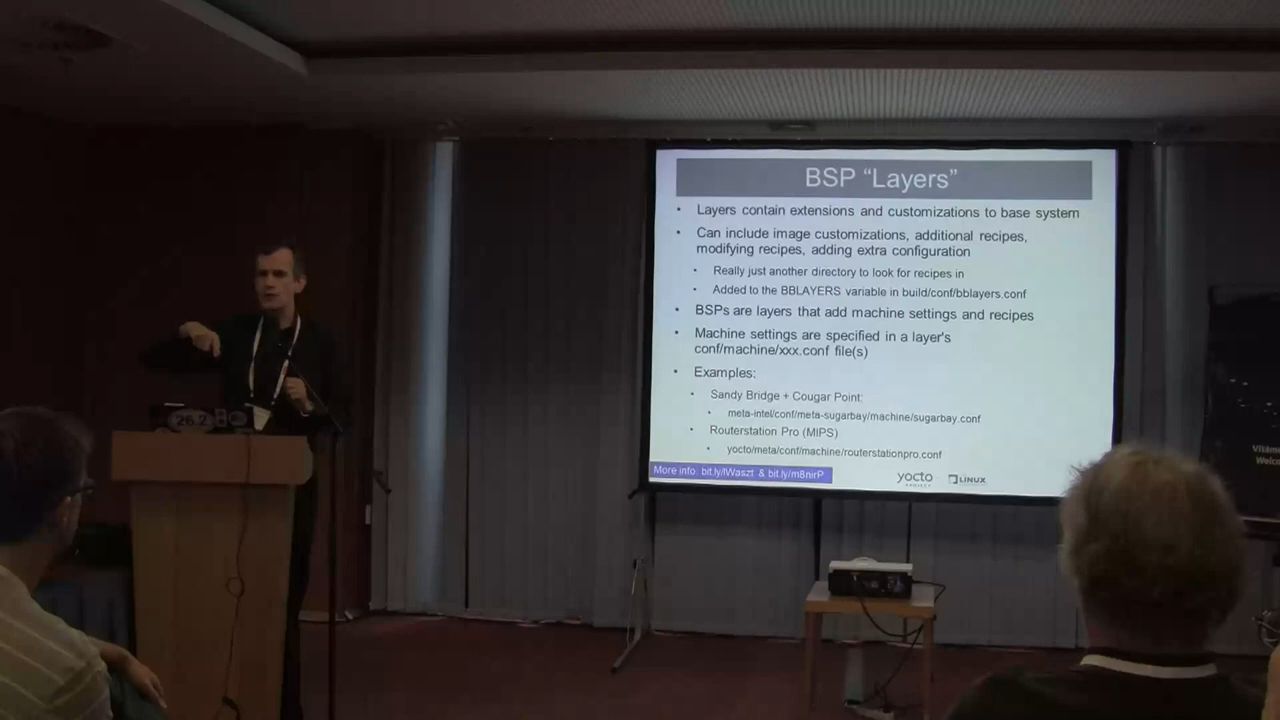 BSP “Layers”
Layers contain extensions and customizations to base system
Can include image customizations, additional recipes,
modifying recipes, adding extra configuration
Really just another directory to look for recipes in
Added to the BBLAYERS variable in build/conf/bblayers.conf
BSPs are layers that add machine settings and recipes
Machine settings are specified in a layer's
conf/machine/xxx.conf file(s)
Examples:
Sandy Bridge + Cougar Point:
meta-intel/conf/meta-sugarbay/machine/sugarbay.conf
Routerstation Pro (MIPS)
yocto/meta/conf/machine/routerstationpro.conf
More info: bit.ly/lWaszt & bit.ly/m8nirP
yocto
PROJECT
LINUX
26.2